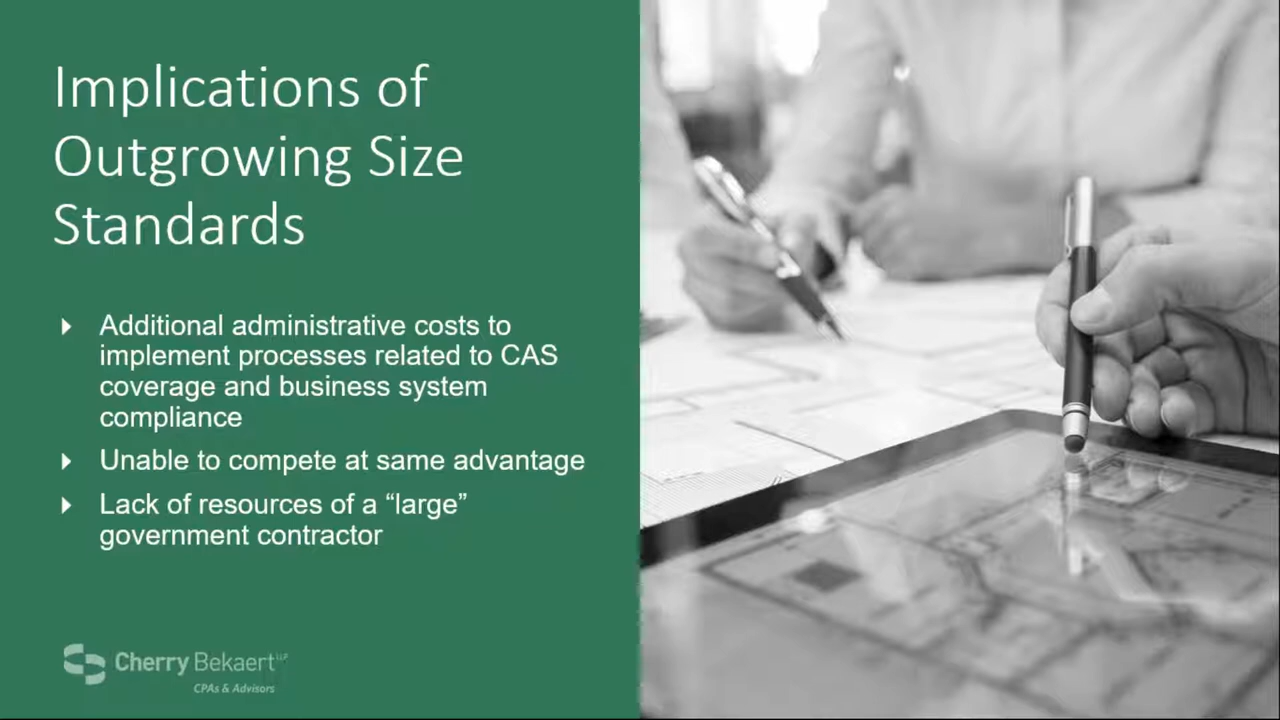 Implications of
Outgrowing Size
Standards
Additional administrative costs to
implement processes related to CAS
coverage and business system
compliance
Unable to compete at same advantage
Lack of resources of a “large”
government contractor
Cherry Bekaert LLP
CPAs & Advisors